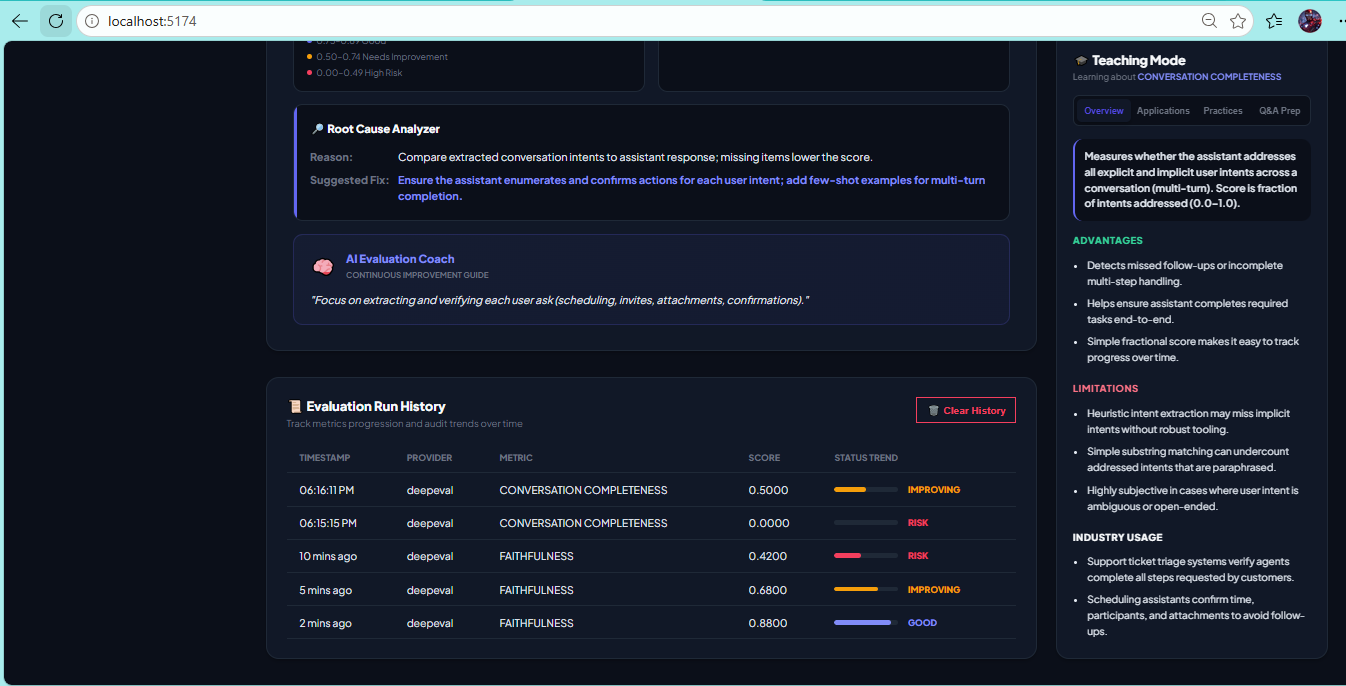 localhost:5174
0.75–0.89 Good
0.50–0.74 Needs Improvement
0.00–0.49 High Risk
Root Cause Analyzer
Reason: Compare extracted conversation intents to assistant response; missing items lower the score.
Suggested Fix: Ensure the assistant enumerates and confirms actions for each user intent; add few-shot examples for multi-turn
completion.
AI Evaluation Coach
CONTINUOUS IMPROVEMENT GUIDE
"Focus on extracting and verifying each user ask (scheduling, invites, attachments, confirmations)."
Evaluation Run History
Track metrics progression and audit trends over time
Clear History
TIMESTAMP PROVIDER METRIC SCORE STATUS TREND
06:16:11 PM deepeval CONVERSATION COMPLETENESS 0.5000 IMPROVING
06:15:15 PM deepeval CONVERSATION COMPLETENESS 0.0000 RISK
10 mins ago deepeval FAITHFULNESS 0.4200 RISK
5 mins ago deepeval FAITHFULNESS 0.6800 IMPROVING
2 mins ago deepeval FAITHFULNESS 0.8800 GOOD
Teaching Mode
Learning about CONVERSATION COMPLETENESS
Overview Applications Practices Q&A Prep
Measures whether the assistant addresses
all explicit and implicit user intents across a
conversation (multi-turn). Score is fraction
of intents addressed (0.0–1.0).
ADVANTAGES
• Detects missed follow-ups or incomplete
multi-step handling.
• Helps ensure assistant completes required
tasks end-to-end.
• Simple fractional score makes it easy to track
progress over time.
LIMITATIONS
• Heuristic intent extraction may miss implicit
intents without robust tooling.
• Simple substring matching can undercount
addressed intents that are paraphrased.
• Highly subjective in cases where user intent is
ambiguous or open-ended.
INDUSTRY USAGE
• Support ticket triage systems verify agents
complete all steps requested by customers.
• Scheduling assistants confirm time,
participants, and attachments to avoid follow-
ups.